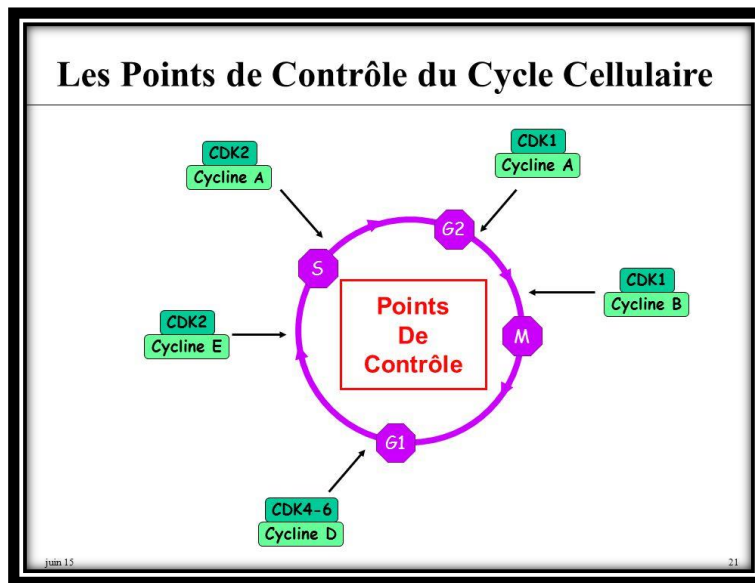 Les Points de Contrôle du Cycle Cellulaire
CDK2
Cycline A
CDK1
Cycline A
G2
S
CDK1
Cycline B
Points
De
Contrôle
CDK2
Cycline E
M
G1
CDK4-6
Cycline D
juin 15
21